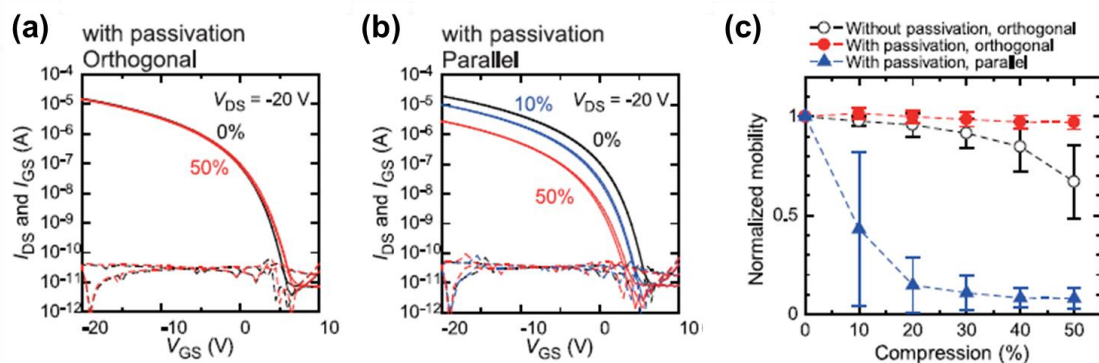 (a)
with passivation
Orthogonal
V_DS = -20 V
0%
50%
I_DS and I_GS (A)
10⁻⁴
10⁻⁵
10⁻⁶
10⁻⁷
10⁻⁸
10⁻⁹
10⁻¹⁰
10⁻¹¹
10⁻¹²
-20 -10 0 10
V_GS (V)
(b)
with passivation
Parallel
V_DS = -20 V
10%
0%
50%
I_DS and I_GS (A)
10⁻⁴
10⁻⁵
10⁻⁶
10⁻⁷
10⁻⁸
10⁻⁹
10⁻¹⁰
10⁻¹¹
10⁻¹²
-20 -10 0 10
V_GS (V)
(c)
Without passivation, orthogonal
With passivation, orthogonal
With passivation, parallel
Normalized mobility
1
0.5
0
0 10 20 30 40 50
Compression (%)